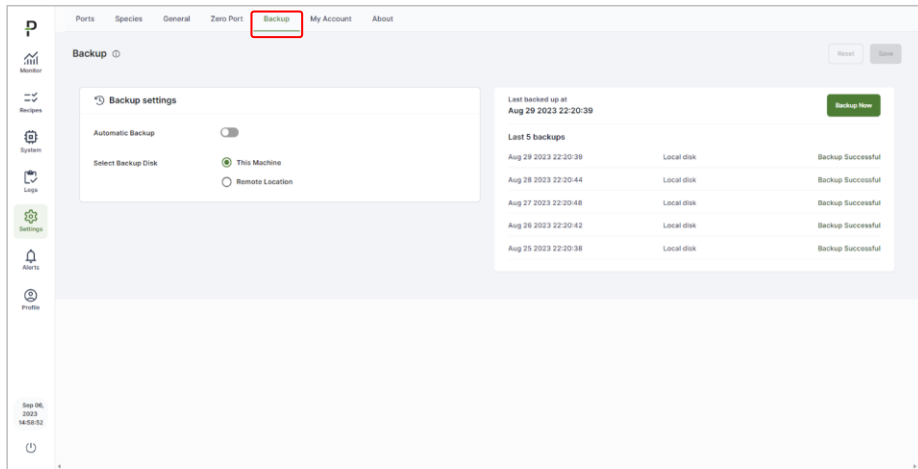 Ports Species General Zero Port Backup My Account About
Backup
Reset Save
Monitor
Recipes
System
Logs
Settings
Alerts
Profile
Sep 06,
2023
14:58:52
Backup settings
Automatic Backup
Select Backup Disk This Machine
Remote Location
Last backed up at
Aug 29 2023 22:20:39
Backup Now
Last 5 backups
Aug 29 2023 22:20:39 Local disk Backup Successful
Aug 28 2023 22:20:44 Local disk Backup Successful
Aug 27 2023 22:20:48 Local disk Backup Successful
Aug 26 2023 22:20:42 Local disk Backup Successful
Aug 25 2023 22:20:38 Local disk Backup Successful